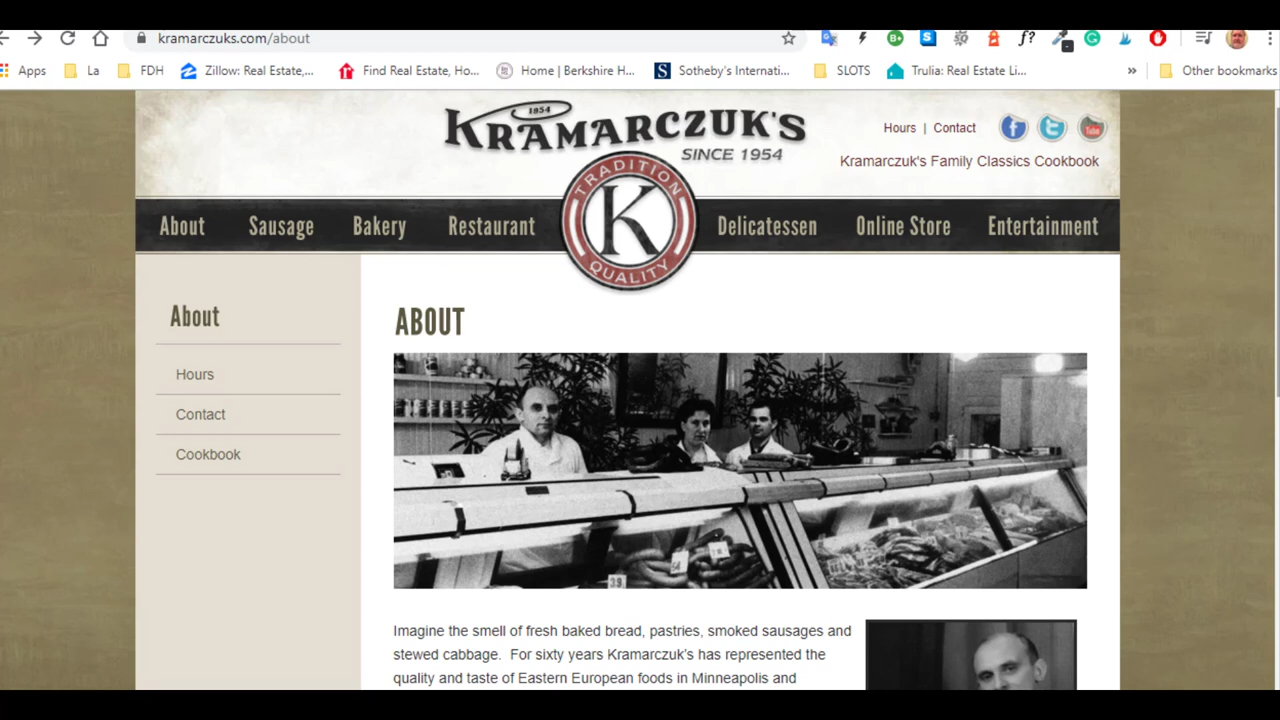 kramarczuks.com/about
Apps La FDH Zillow: Real Estate,... Find Real Estate, Ho... Home | Berkshire H... Sotheby's Internati... SLOTS Trulia: Real Estate Li... » Other bookmarks
1954
KRAMARCZUK'S
SINCE 1954
Hours | Contact
Kramarczuk's Family Classics Cookbook
TRADITION
K
QUALITY
About Sausage Bakery Restaurant Delicatessen Online Store Entertainment
About
Hours
Contact
Cookbook
ABOUT
39
Imagine the smell of fresh baked bread, pastries, smoked sausages and
stewed cabbage. For sixty years Kramarczuk's has represented the
quality and taste of Eastern European foods in Minneapolis and